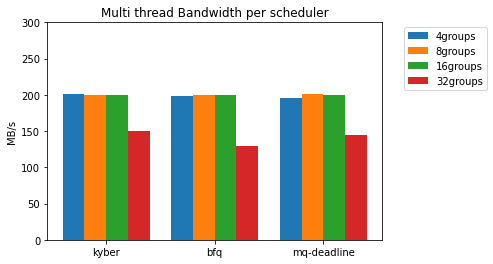 Multi thread Bandwidth per scheduler
300
250
200
150
100
50
0
MB/s
kyber
bfq
mq-deadline
4groups
8groups
16groups
32groups